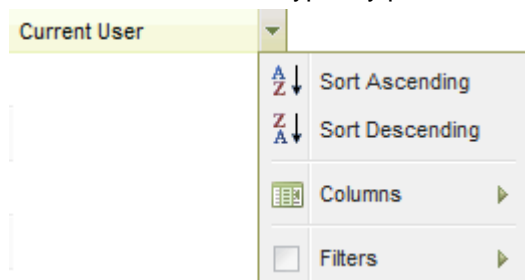 Current User
Sort Ascending
Sort Descending
Columns
Filters